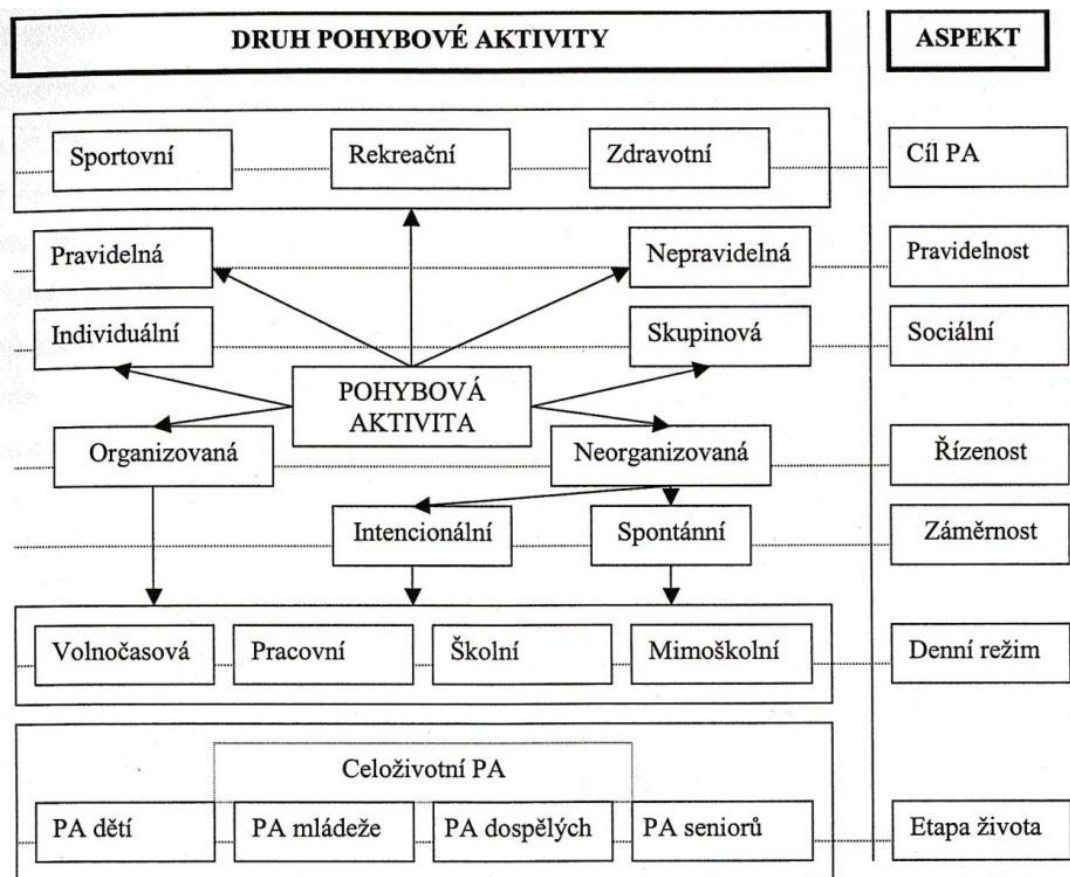 DRUH POHYBOVÉ AKTIVITY
ASPEKT
Sportovní
Rekreační
Zdravotní
Cíl PA
Pravidelná
Nepravidelná
Pravidelnost
Individuální
Skupinová
Sociální
POHYBOVÁ
AKTIVITA
Organizovaná
Neorganizovaná
Řízenost
Intencionální
Spontánní
Záměrnost
Volnočasová
Pracovní
Školní
Mimoškolní
Denní režim
Celoživotní PA
PA dětí
PA mládeže
PA dospělých
PA seniorů
Etapa života